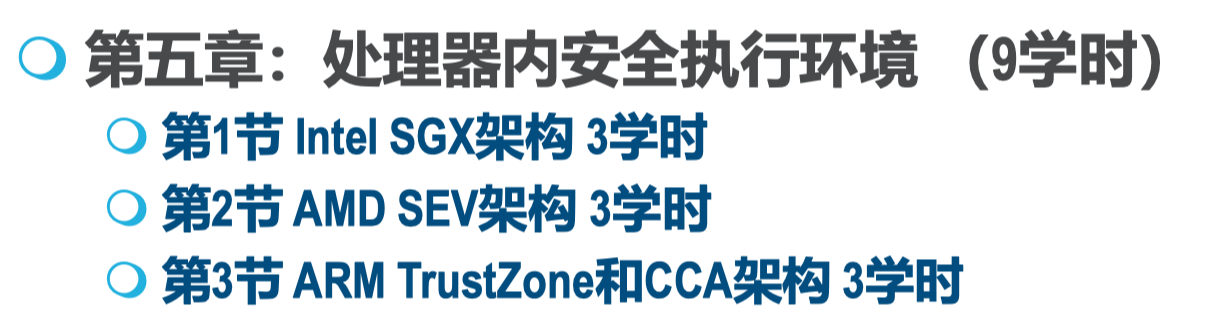 第五章：处理器内安全执行环境 （9学时）
第1节 Intel SGX架构 3学时
第2节 AMD SEV架构 3学时
第3节 ARM TrustZone和CCA架构 3学时